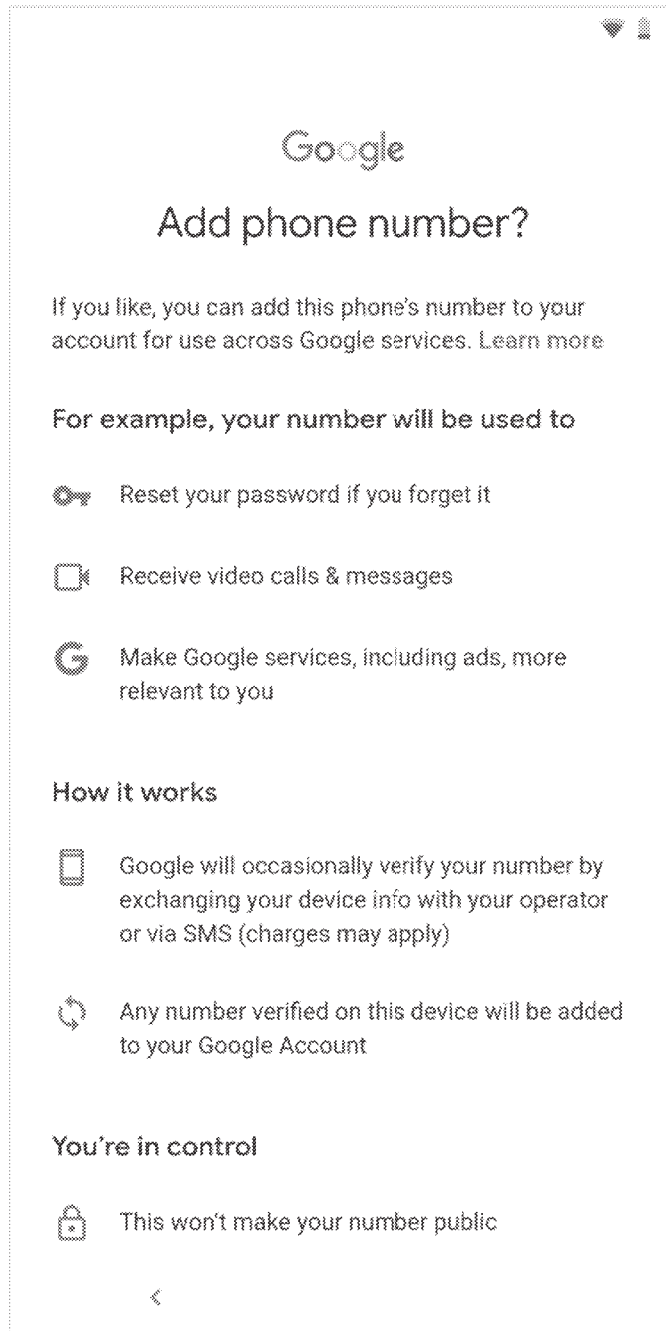 Google
Add phone number?
If you like, you can add this phone's number to your
account for use across Google services. Learn more
For example, your number will be used to
Reset your password if you forget it
Receive video calls & messages
G Make Google services, including ads, more
relevant to you
How it works
Google will occasionally verify your number by
exchanging your device info with your operator
or via SMS (charges may apply)
Any number verified on this device will be added
to your Google Account
You're in control
This won't make your number public